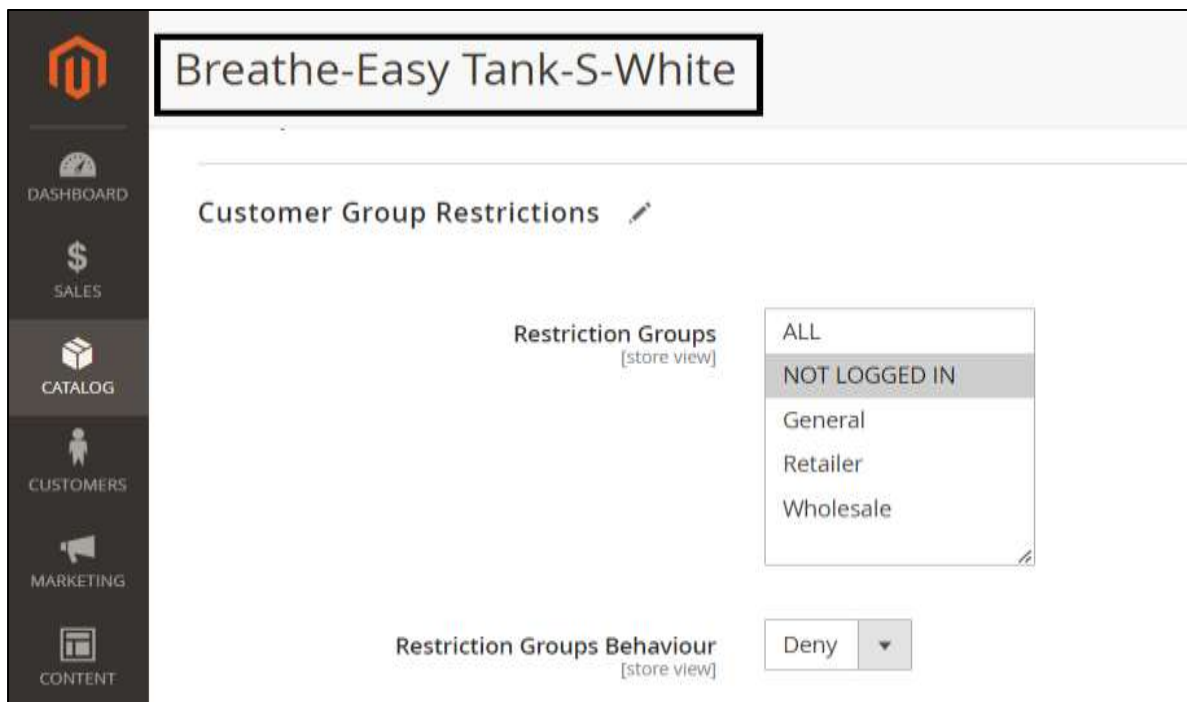 Breathe-Easy Tank-S-White
DASHBOARD
SALES
CATALOG
CUSTOMERS
MARKETING
CONTENT
Customer Group Restrictions
Restriction Groups
[store view]
ALL
NOT LOGGED IN
General
Retailer
Wholesale
Restriction Groups Behaviour
[store view]
Deny